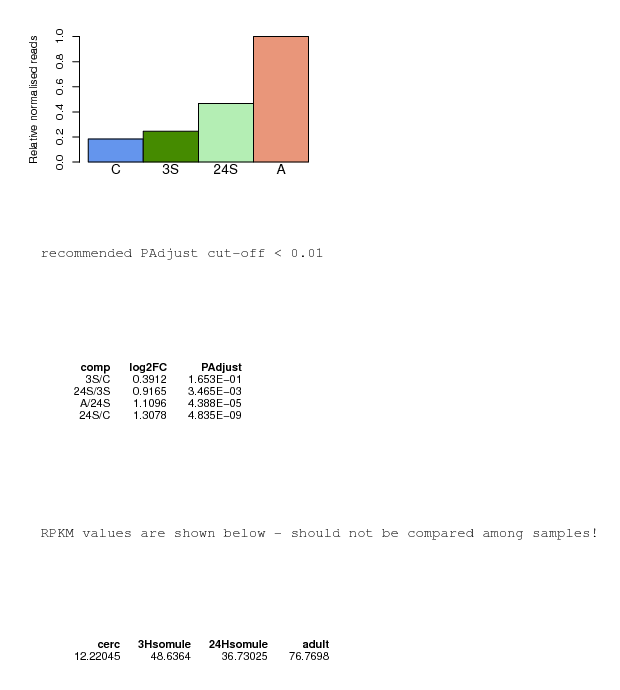 Relative normalised reads
1.0
0.8
0.6
0.4
0.2
0.0
C 3S 24S A
recommended PAdjust cut-off < 0.01
comp log2FC PAdjust
3S/C 0.3912 1.653E-01
24S/3S 0.9165 3.465E-03
A/24S 1.1096 4.388E-05
24S/C 1.3078 4.835E-09
RPKM values are shown below - should not be compared among samples!
cerc 3Hsomule 24Hsomule adult
12.22045 48.6364 36.73025 76.7698